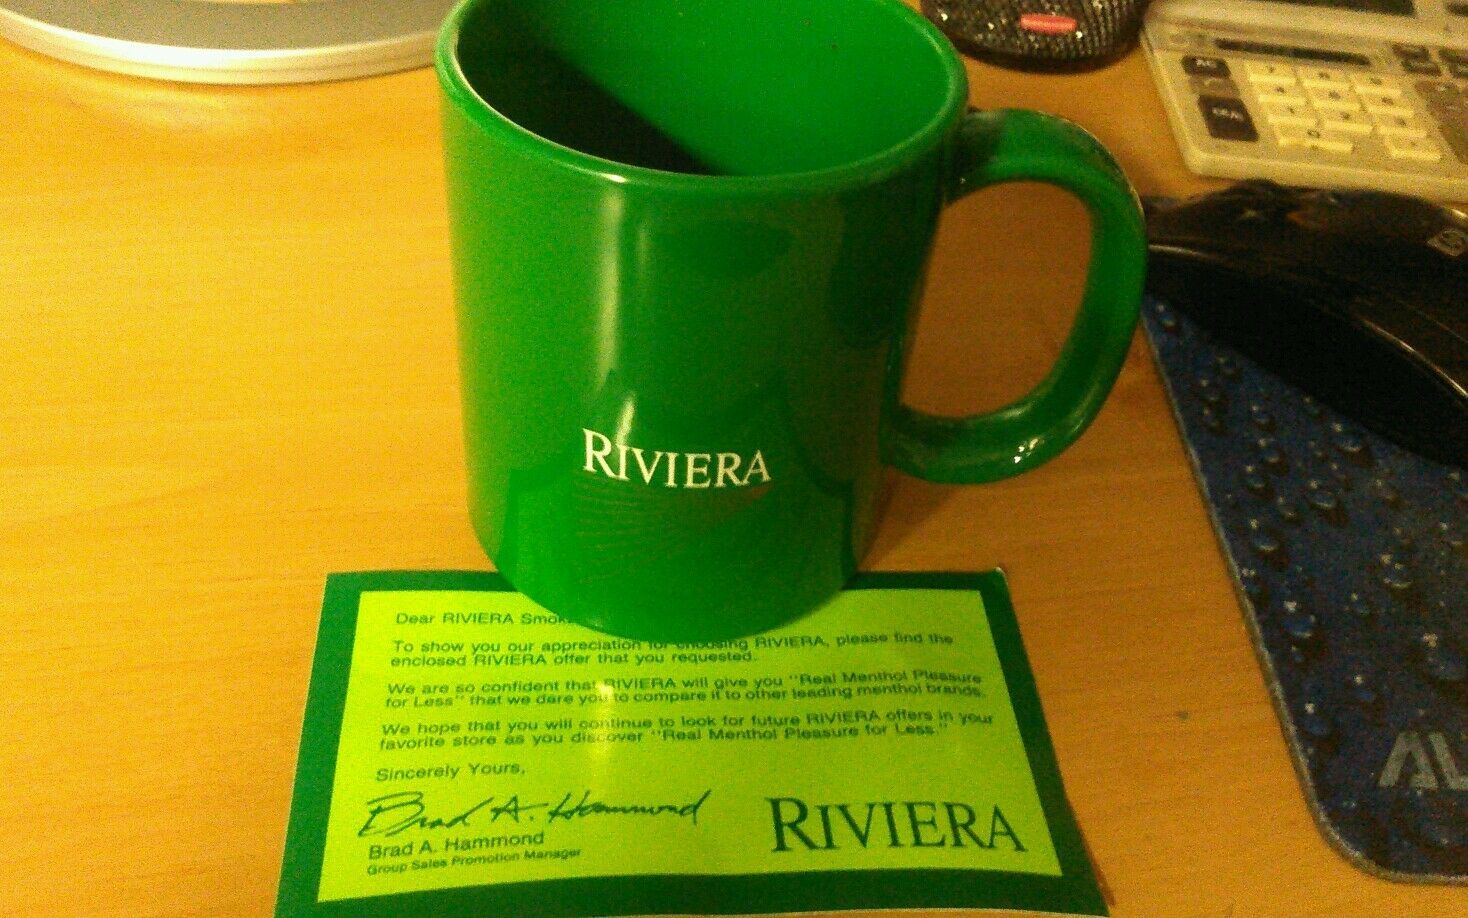 RIVIERA
Dear RIVIERA
To show you our appreciation for choosing RIVIERA, please find the
enclosed RIVIERA offer that you requested.
We are so confident that RIVIERA will give you "Real Menthol Pleasure
for Less" that we dare you to compare it to other leading menthol brands.
We hope that you will continue to look for future RIVIERA offers in your
favorite store as you discover "Real Menthol Pleasure for Less."
Sincerely Yours,
Brad A. Hammond
Brad A. Hammond
Group Sales Promotion Manager
RIVIERA
AC